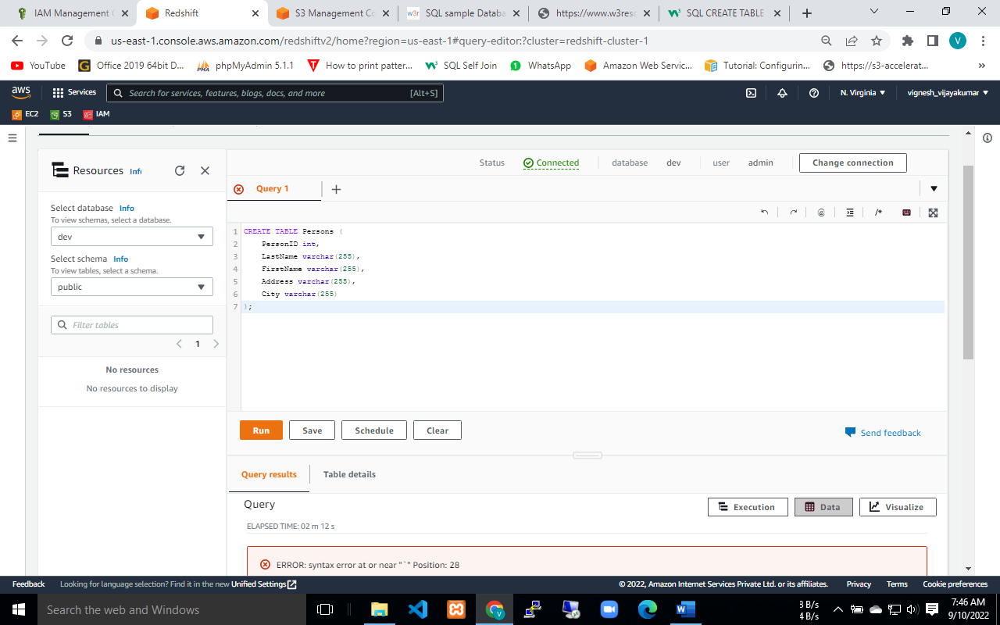 IAM Management C
Redshift
S3 Management Co
w3r SQL sample Databa
https://www.w3resc
SQL CREATE TABLE
us-east-1.console.aws.amazon.com/redshiftv2/home?region=us-east-1#query-editor:?cluster=redshift-cluster-1
V
YouTube
G Office 2019 64bit D...
PMA phpMyAdmin 5.1.1
How to print patter...
SQL Self Join
1 WhatsApp
Amazon Web Servic...
Tutorial: Configurin...
https://s3-accelerat...
»
aws
Services
Search for services, features, blogs, docs, and more [Alt+S]
N. Virginia
vignesh_vijayakumar
EC2 S3 IAM
Resources Info
Status Connected database dev user admin Change connection
Query 1
Select database Info
To view schemas, select a database.
dev
Select schema Info
To view tables, select a schema.
public
Filter tables
1
No resources
No resources to display
@ /*
1 CREATE TABLE Persons (
2 PersonID int,
3 LastName varchar(255),
4 FirstName varchar(255),
5 Address varchar(255),
6 City varchar(255)
7 );
Run Save Schedule Clear
Send feedback
Query results Table details
Query
Execution Data Visualize
ELAPSED TIME: 02 m 12 s
ERROR: syntax error at or near "`" Position: 28
Feedback Looking for language selection? Find it in the new Unified Settings
© 2022, Amazon Internet Services Private Ltd. or its affiliates. Privacy Terms Cookie preferences
Search the web and Windows
3 B/s
4 B/s
7:46 AM
9/10/2022